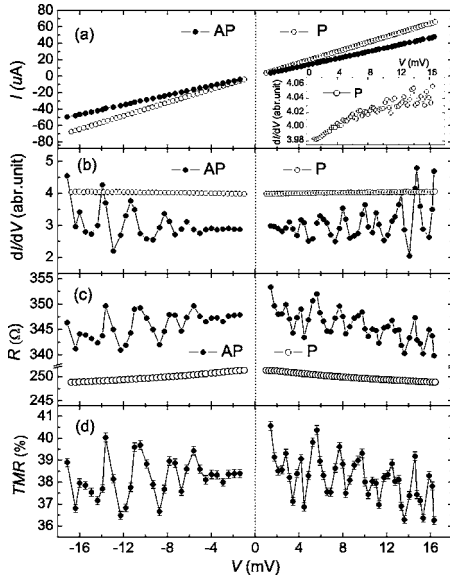 80
60
40
20
0
-20
-40
-60
-80
I (uA)
(a)
AP
P
V (mV)
0 4 8 12 16
4.06
4.04
4.02
4.00
3.98
dI/dV (abr.unit)
P
5
4
3
2
dI/dV (abr.unit)
(b)
AP
P
355
350
345
340
250
245
R (Ω)
(c)
AP
P
41
40
39
38
37
36
TMR (%)
(d)
-16 -12 -8 -4 0 4 8 12 16
V (mV)